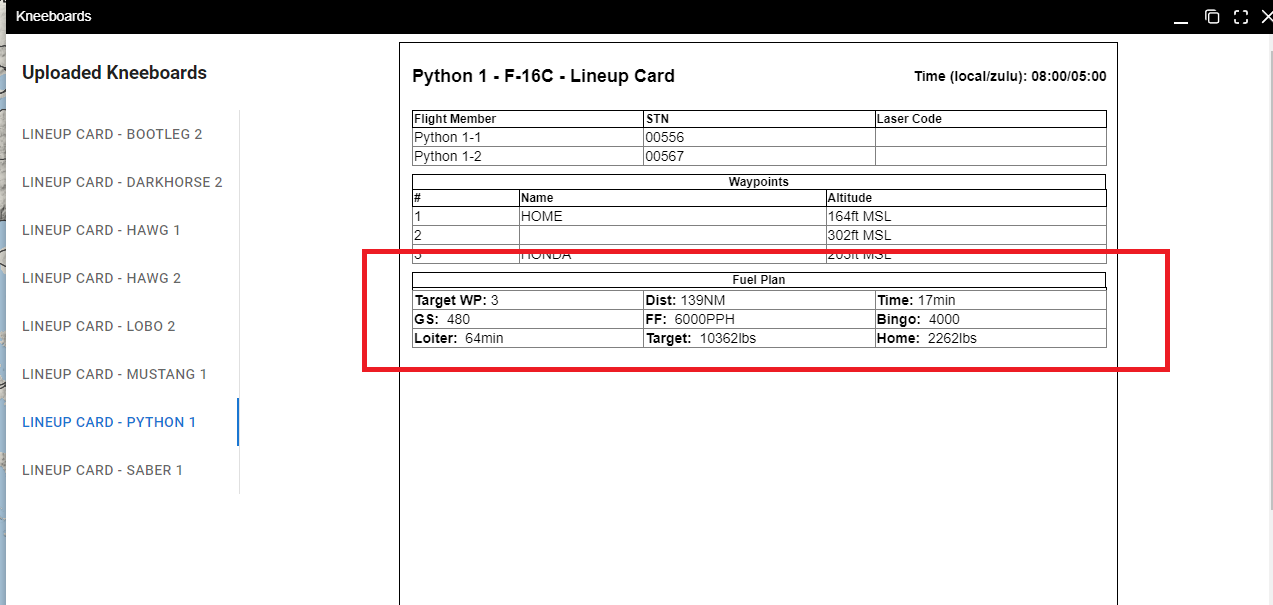 Kneeboards
Uploaded Kneeboards
LINEUP CARD - BOOTLEG 2
LINEUP CARD - DARKHORSE 2
LINEUP CARD - HAWG 1
LINEUP CARD - HAWG 2
LINEUP CARD - LOBO 2
LINEUP CARD - MUSTANG 1
LINEUP CARD - PYTHON 1
LINEUP CARD - SABER 1
Python 1 - F-16C - Lineup Card Time (local/zulu): 08:00/05:00
Flight Member STN Laser Code
Python 1-1 00556
Python 1-2 00567
Waypoints
# Name Altitude
1 HOME 164ft MSL
2 302ft MSL
3 HONDA 203ft MSL
Fuel Plan
Target WP: 3 Dist: 139NM Time: 17min
GS: 480 FF: 6000PPH Bingo: 4000
Loiter: 64min Target: 10362lbs Home: 2262lbs